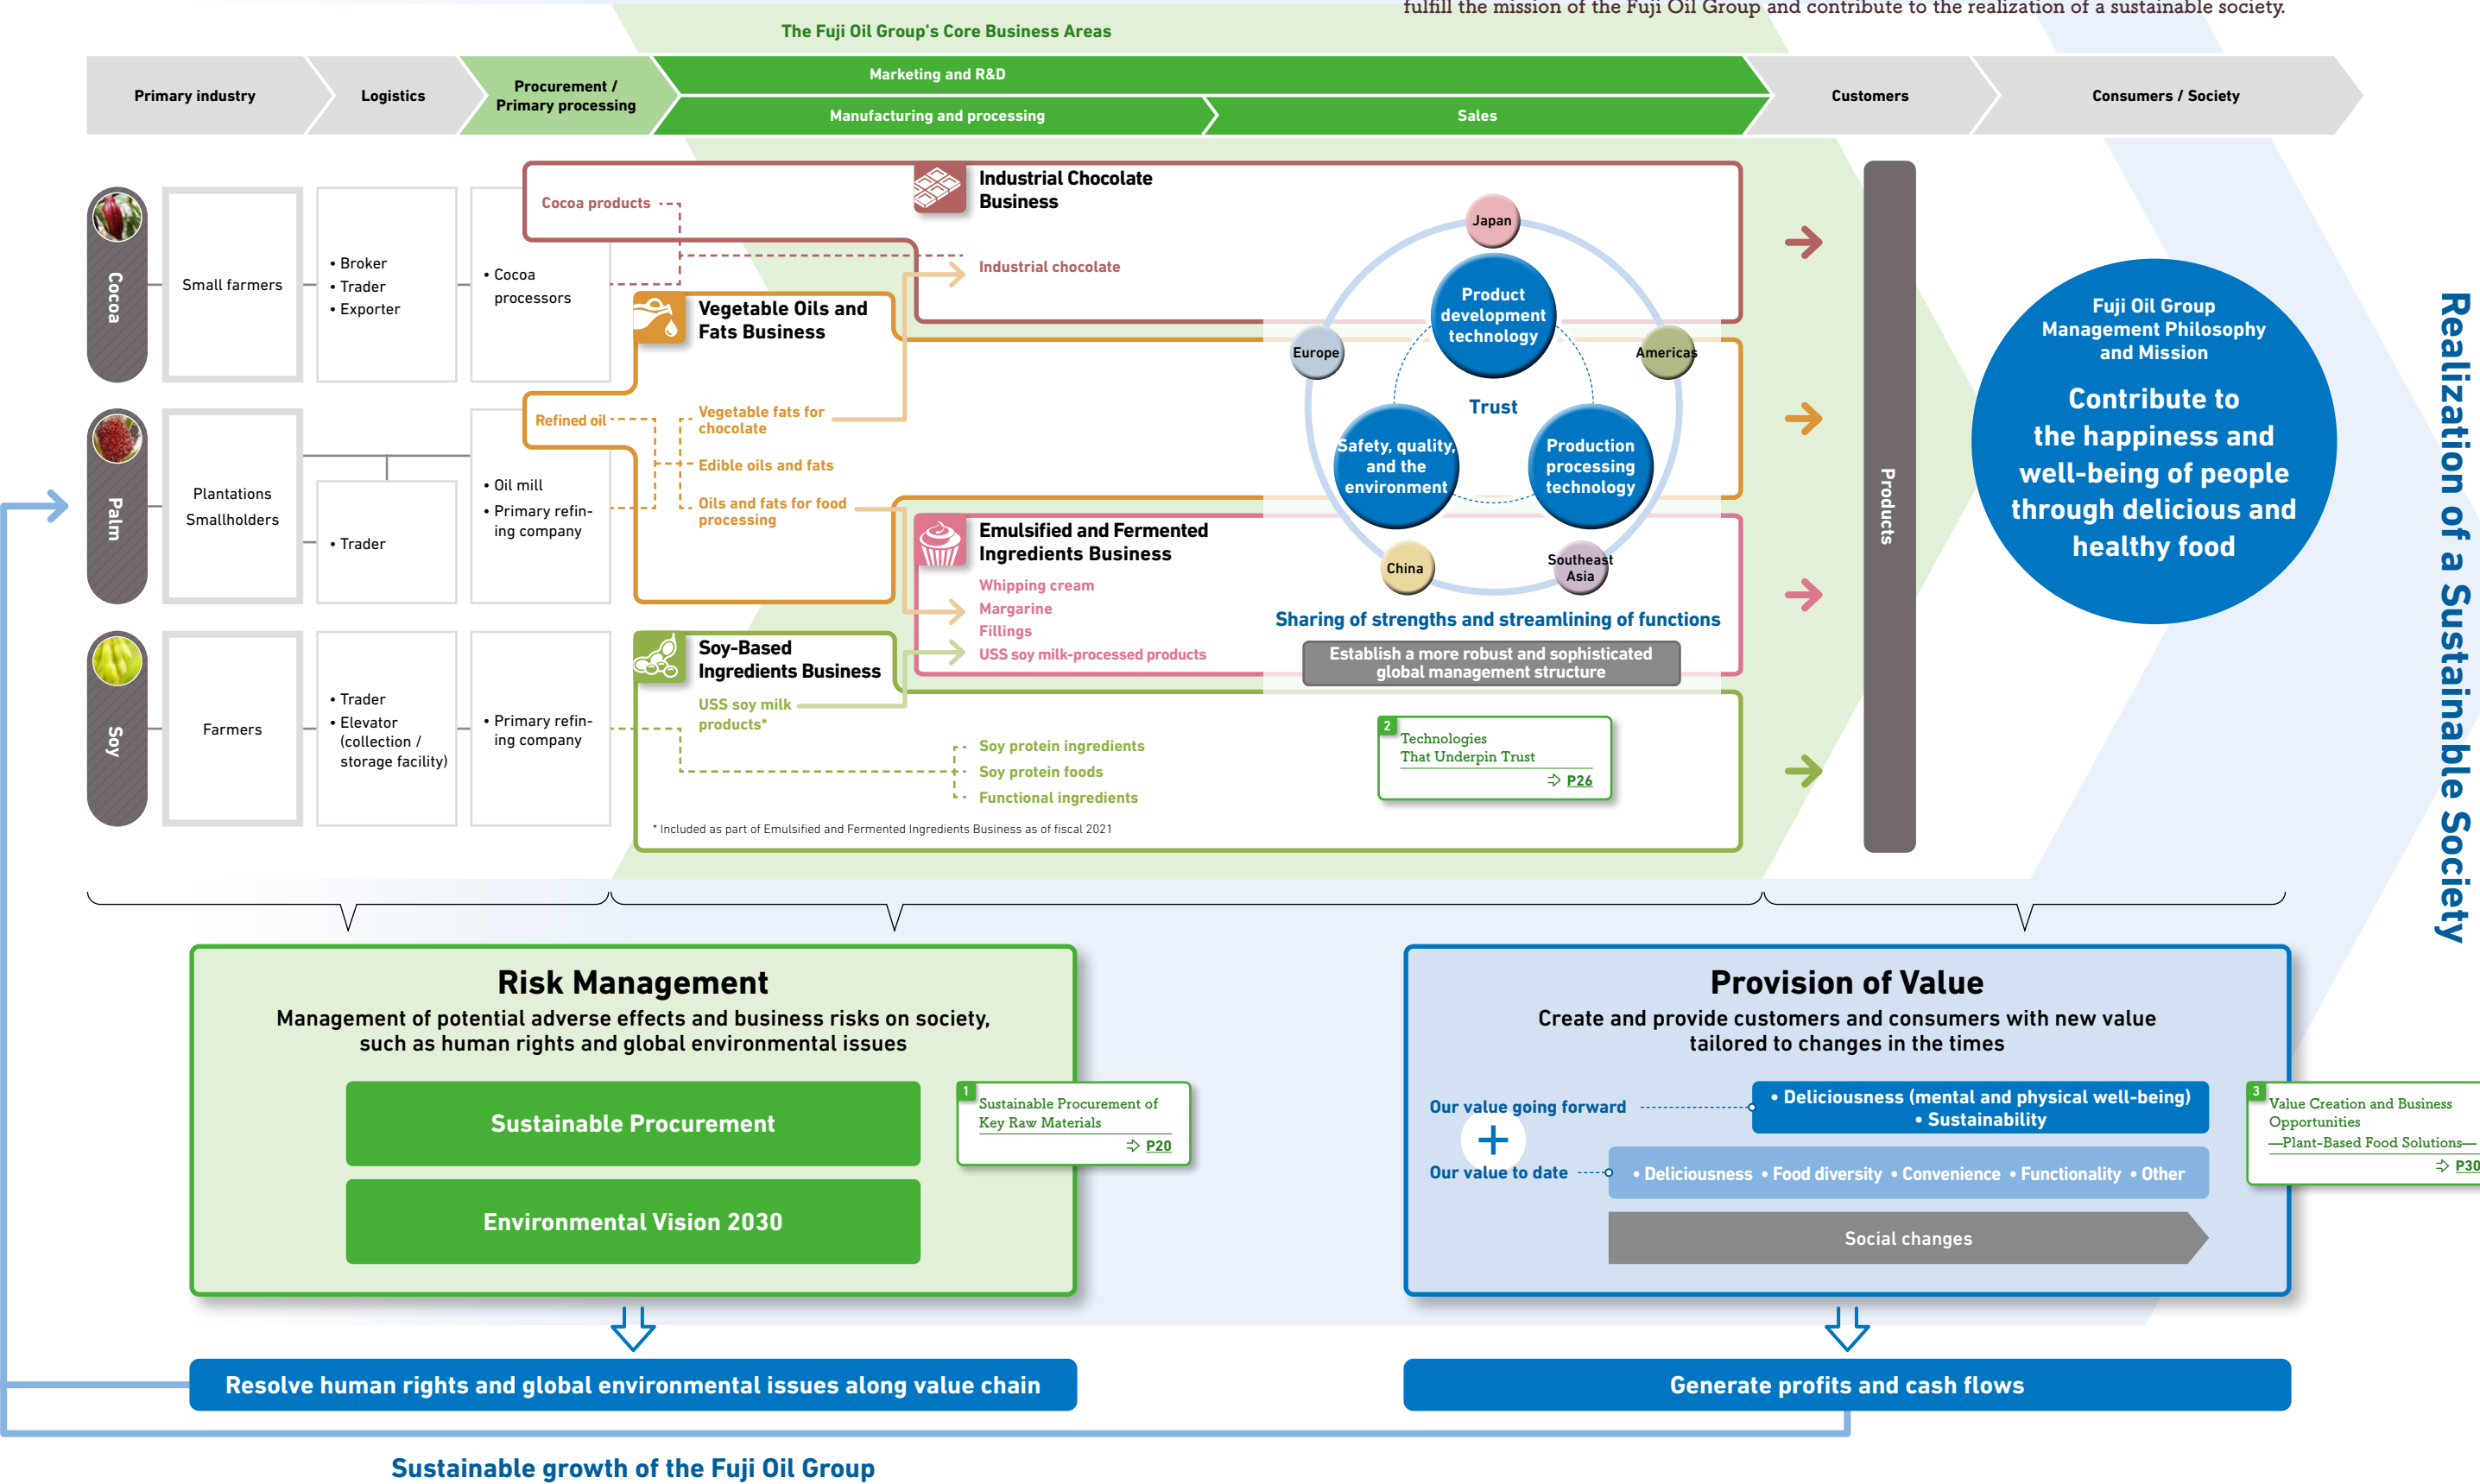 fulfill the mission of the Fuji Oil Group and contribute to the realization of a sustainable society.
The Fuji Oil Group's Core Business Areas
Primary industry
Logistics
Procurement /
Primary processing
Marketing and R&D
Manufacturing and processing
Sales
Customers
Consumers / Society
Cocoa
Small farmers
• Broker
• Trader
• Exporter
• Cocoa
processors
Cocoa products
Industrial Chocolate
Business
Industrial chocolate
Palm
Plantations
Smallholders
• Trader
• Oil mill
• Primary refin-
ing company
Refined oil
Vegetable Oils and
Fats Business
Vegetable fats for
chocolate
Edible oils and fats
Oils and fats for food
processing
Emulsified and Fermented
Ingredients Business
Whipping cream
Margarine
Fillings
USS soy milk-processed products
Soy
Farmers
• Trader
• Elevator
(collection /
storage facility)
• Primary refin-
ing company
Soy-Based
Ingredients Business
USS soy milk
products*
Soy protein ingredients
Soy protein foods
Functional ingredients
* Included as part of Emulsified and Fermented Ingredients Business as of fiscal 2021
Japan
Europe
Americas
China
Southeast
Asia
Product
development
technology
Trust
Safety, quality,
and the
environment
Production
processing
technology
Sharing of strengths and streamlining of functions
Establish a more robust and sophisticated
global management structure
2
Technologies
That Underpin Trust
P26
Products
Fuji Oil Group
Management Philosophy
and Mission
Contribute to
the happiness and
well-being of people
through delicious and
healthy food
Realization of a Sustainable Society
Risk Management
Management of potential adverse effects and business risks on society,
such as human rights and global environmental issues
Sustainable Procurement
Environmental Vision 2030
1
Sustainable Procurement of
Key Raw Materials
P20
Provision of Value
Create and provide customers and consumers with new value
tailored to changes in the times
Our value going forward
• Deliciousness (mental and physical well-being)
• Sustainability
+
Our value to date
• Deliciousness • Food diversity • Convenience • Functionality • Other
Social changes
3
Value Creation and Business
Opportunities
—Plant-Based Food Solutions—
P30
Resolve human rights and global environmental issues along value chain
Generate profits and cash flows
Sustainable growth of the Fuji Oil Group